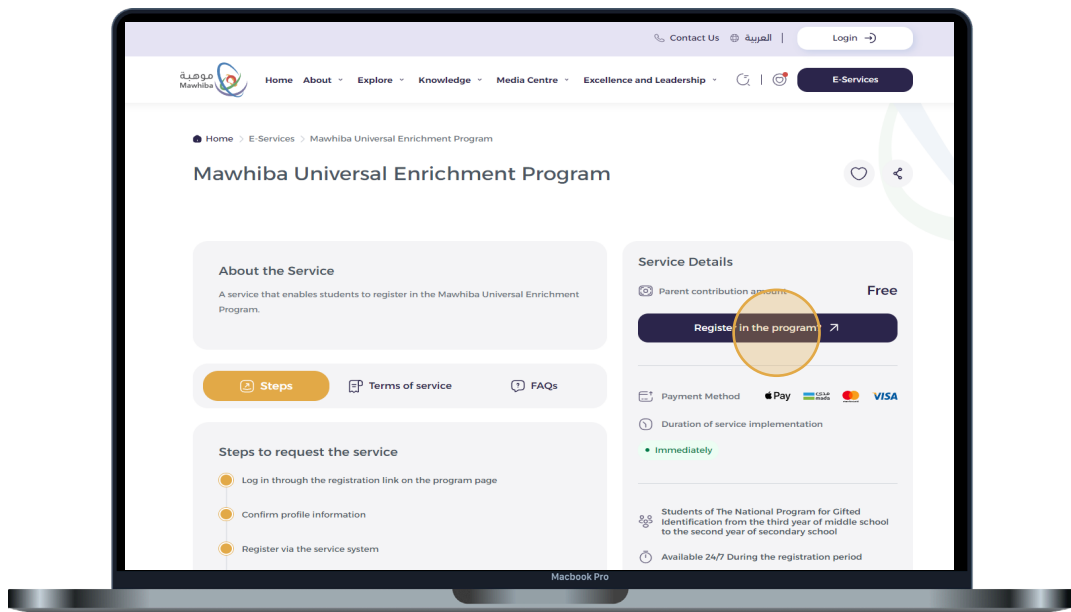 Contact Us العربية | Login
موهبة
Mawhiba
Home About Explore Knowledge Media Centre Excellence and Leadership | E-Services
Home > E-Services > Mawhiba Universal Enrichment Program
Mawhiba Universal Enrichment Program
About the Service
A service that enables students to register in the Mawhiba Universal Enrichment
Program.
Steps Terms of service FAQs
Steps to request the service
Log in through the registration link on the program page
Confirm profile information
Register via the service system
Service Details
Parent contribution amount Free
Register in the program
Payment Method Pay مدى mada VISA
Duration of service implementation
Immediately
Students of The National Program for Gifted
Identification from the third year of middle school
to the second year of secondary school
Available 24/7 During the registration period
Macbook Pro